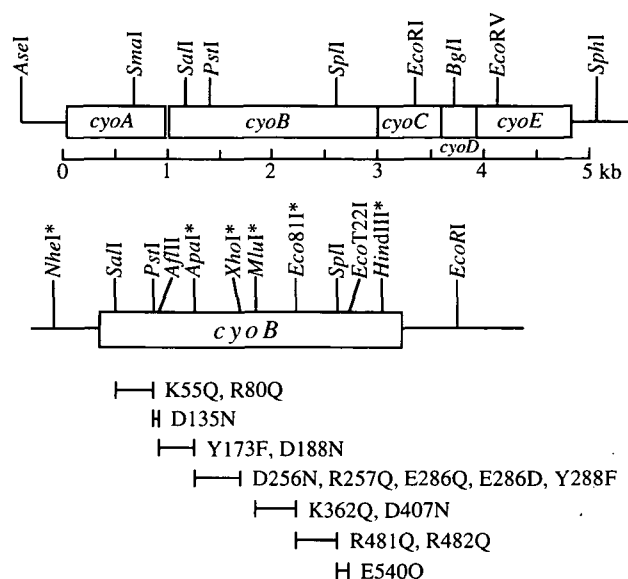 AseI SmaI SalI PstI SplI EcoRI BglI EcoRV SphI
cyoA cyoB cyoC cyoE
cyoD
0 1 2 3 4 5 kb
NheI* SalI PstI AflII* ApaI* XhoI* MluI* Eco81I* SplI EcoT22I HindIII* EcoRI
cyoB
K55Q, R80Q
D135N
Y173F, D188N
D256N, R257Q, E286Q, E286D, Y288F
K362Q, D407N
R481Q, R482Q
E540Q